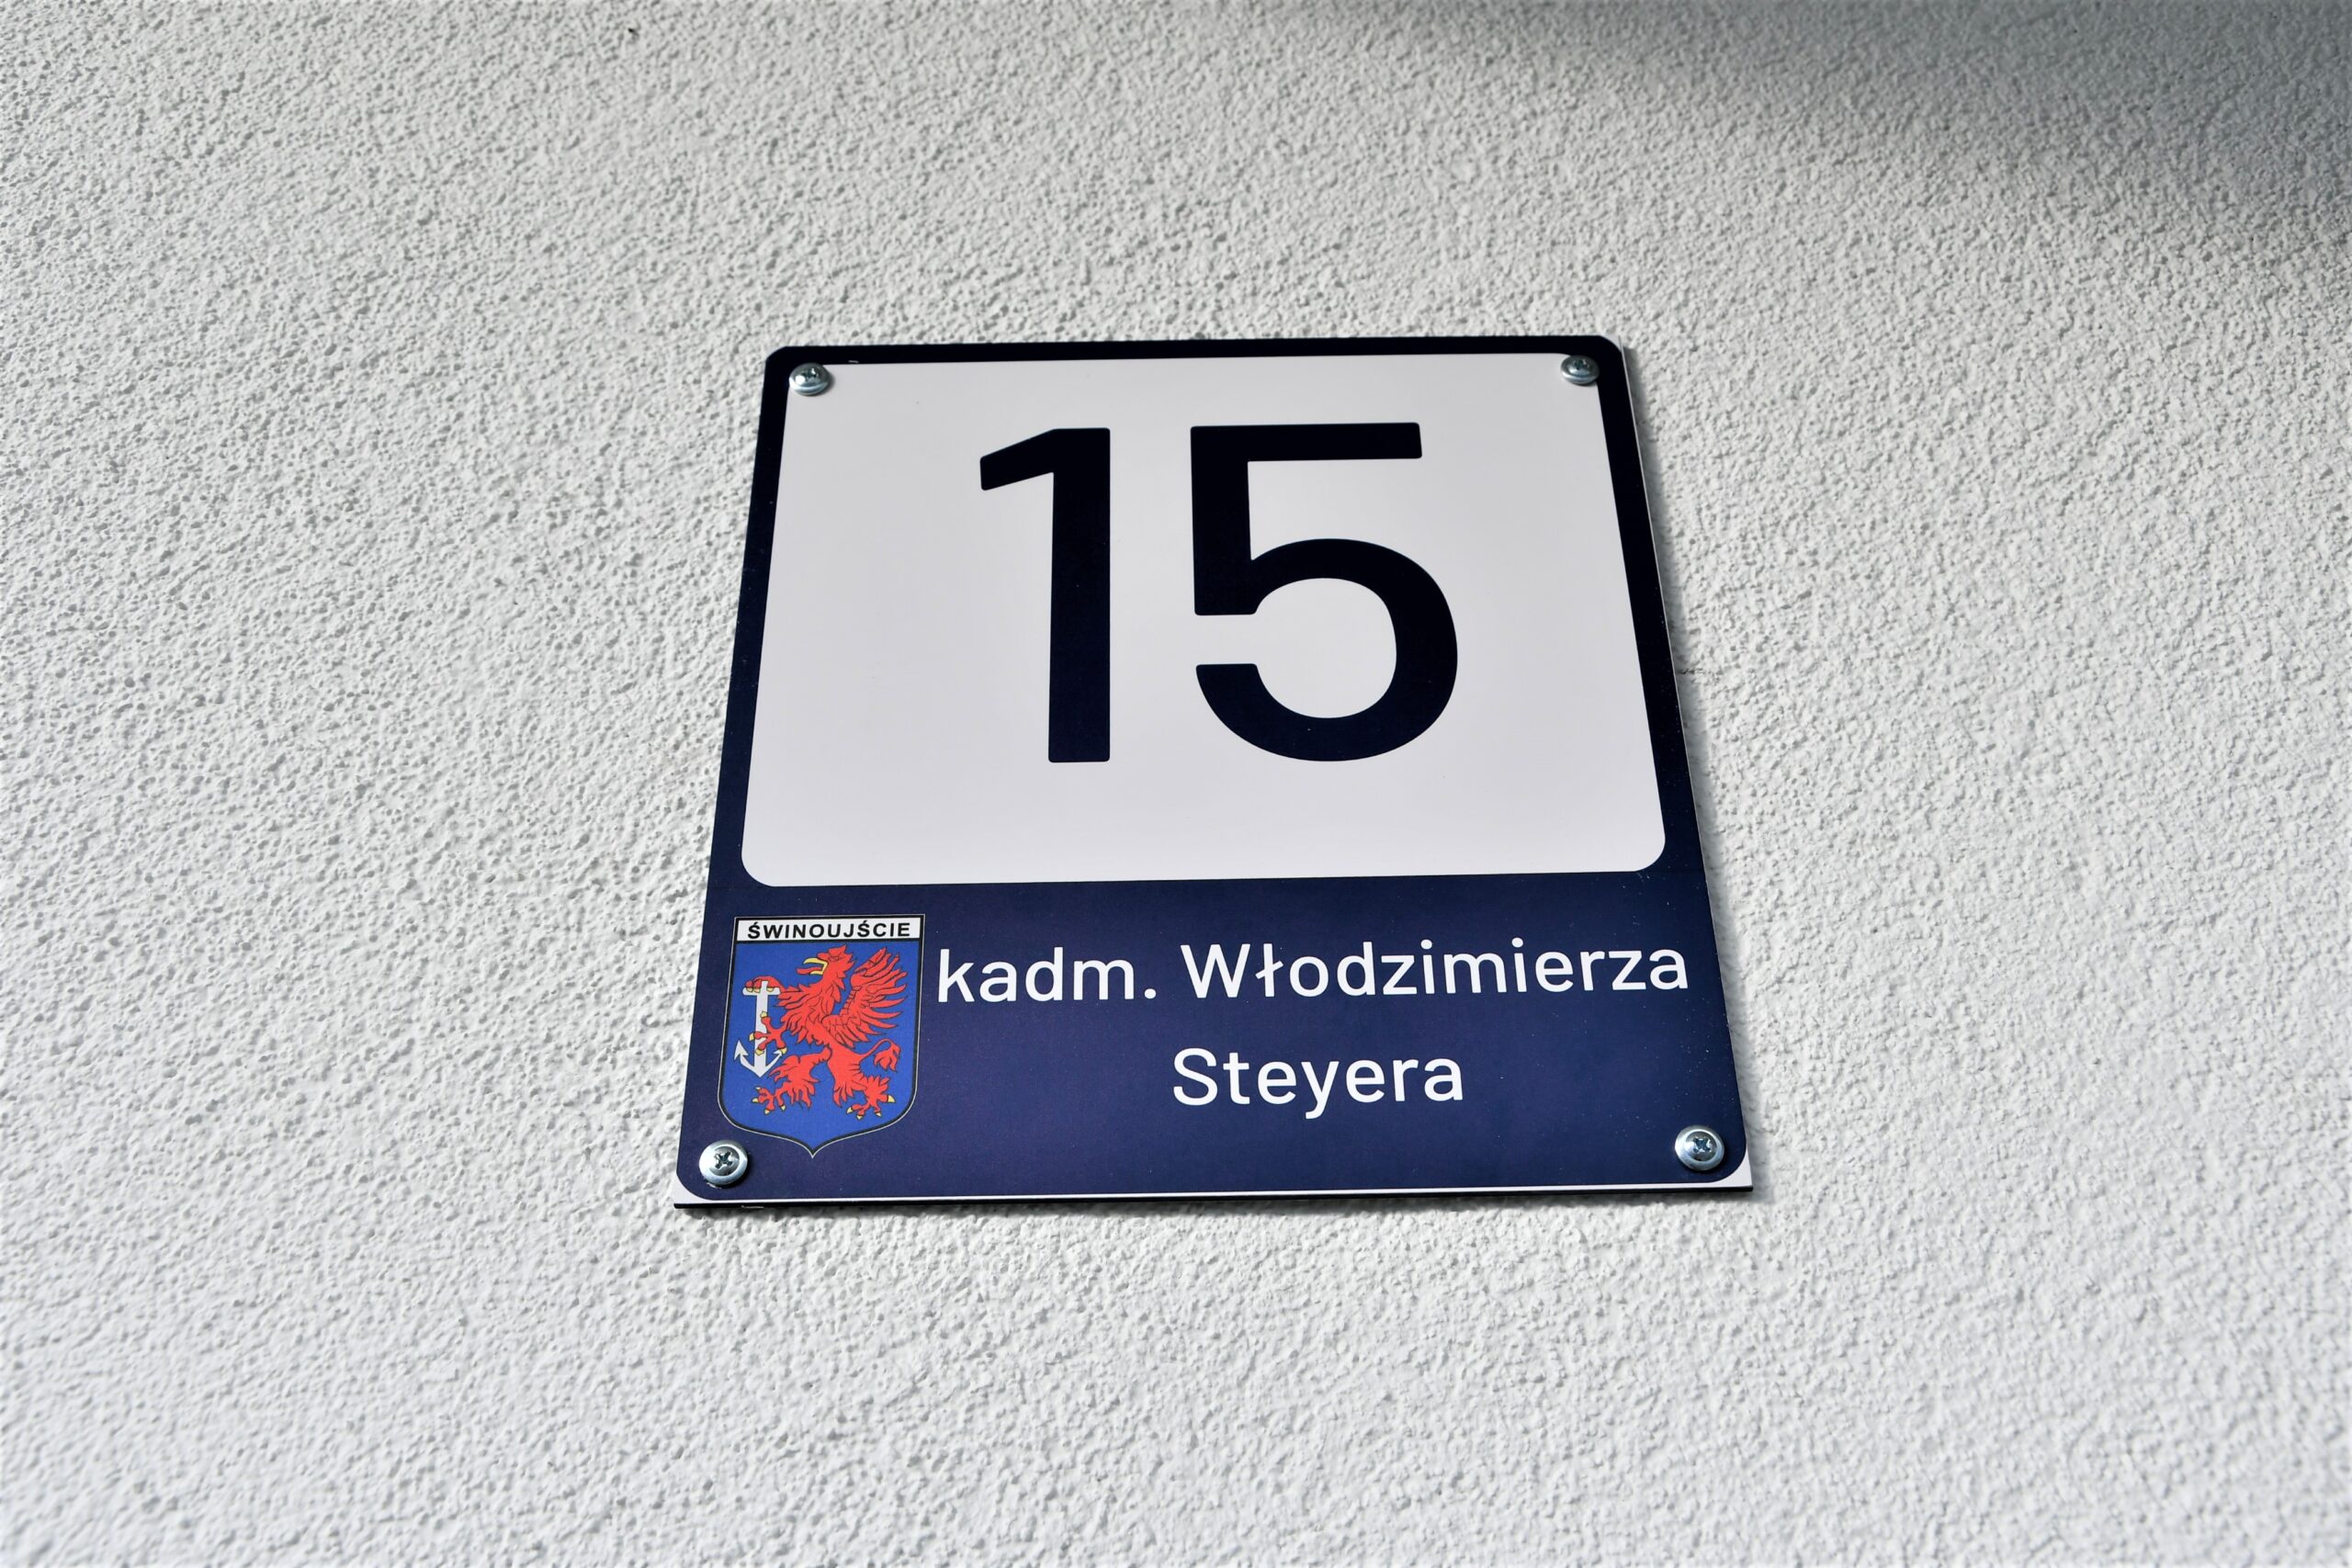 15
ŚWINOUJŚCIE
kadm. Włodzimierza
Steyera